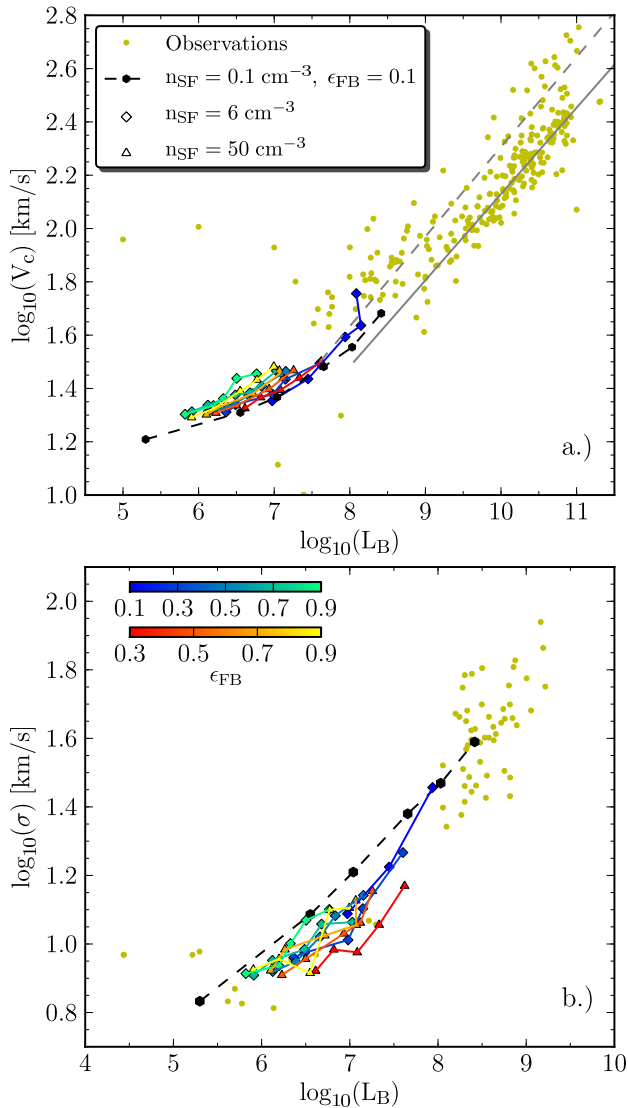 2.8
2.6
2.4
2.2
2.0
1.8
1.6
1.4
1.2
1.0
log₁₀(V_C) [km/s]
Observations
n_SF = 0.1 cm⁻³, ϵ_FB = 0.1
n_SF = 6 cm⁻³
n_SF = 50 cm⁻³
a.)
5 6 7 8 9 10 11
log₁₀(L_B)
2.0
1.8
1.6
1.4
1.2
1.0
0.8
log₁₀(σ) [km/s]
0.1 0.3 0.5 0.7 0.9
0.3 0.5 0.7 0.9
ϵ_FB
b.)
4 5 6 7 8 9 10
log₁₀(L_B)